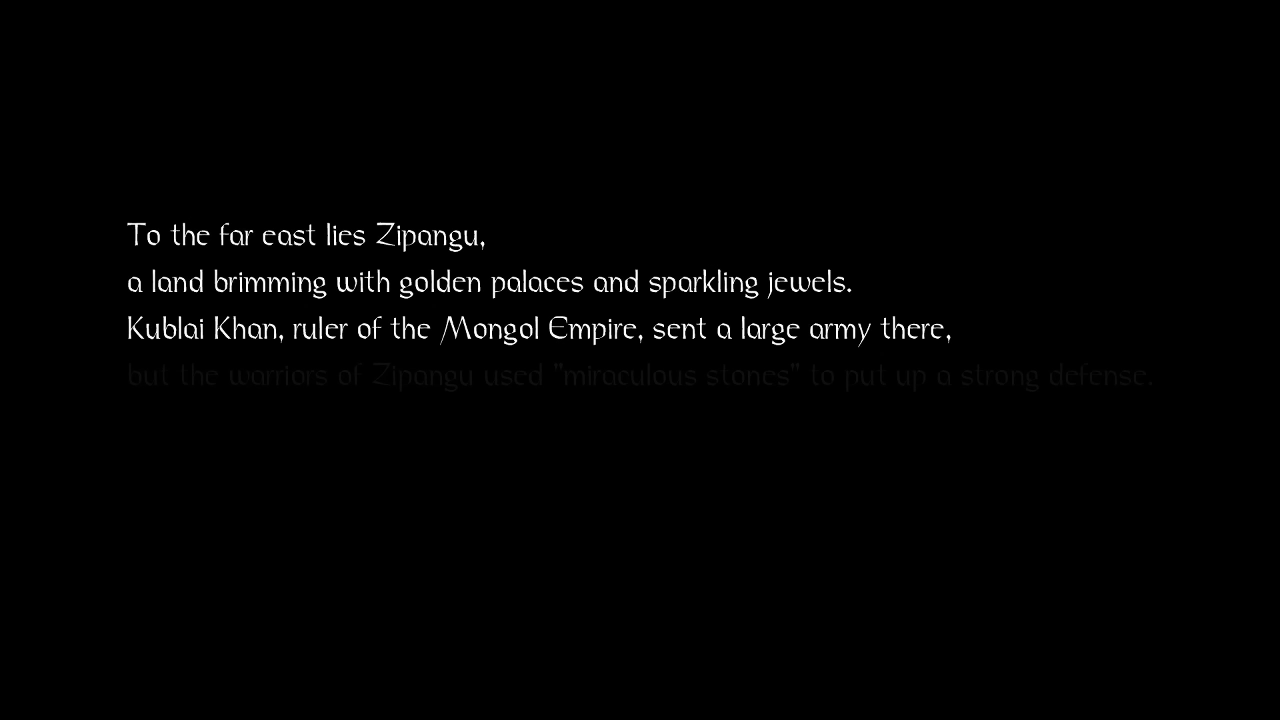 To the far east lies Zipangu,
a land brimming with golden palaces and sparkling jewels.
Kublai Khan, ruler of the Mongol Empire, sent a large army there,
but the warriors of Zipangu used "miraculous stones" to put up a strong defense.